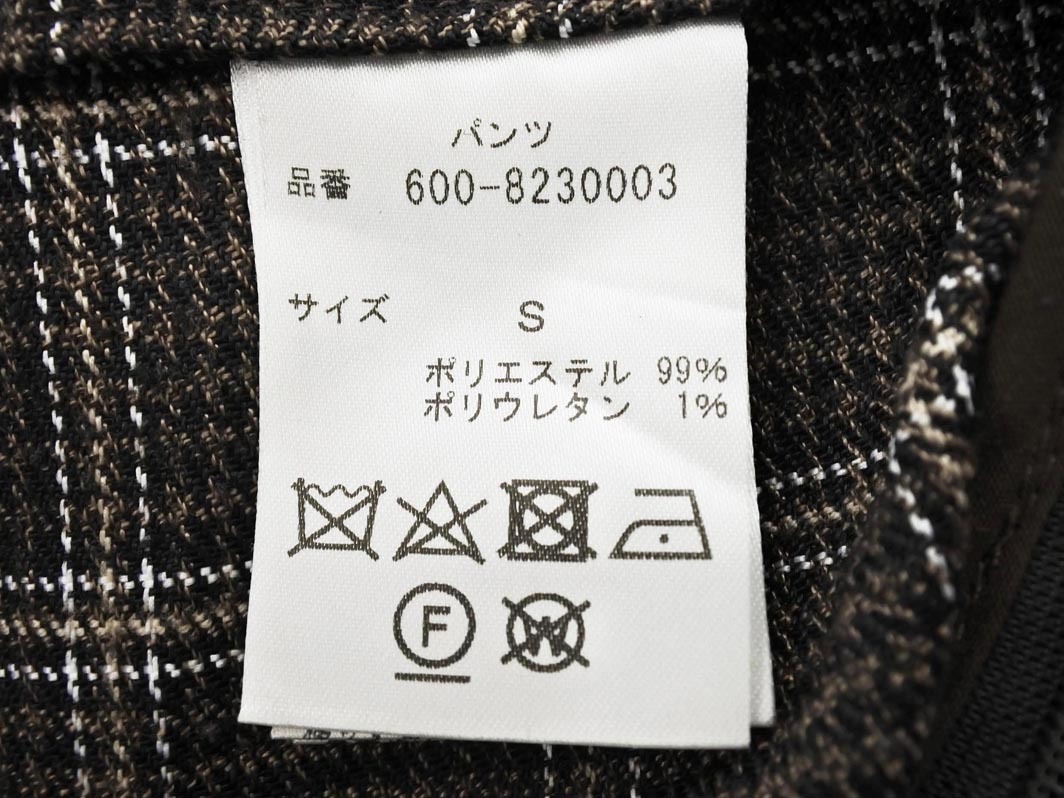 パンツ
品番 600-8230003
サイズ S
ポリエステル 99%
ポリウレタン 1%
F W